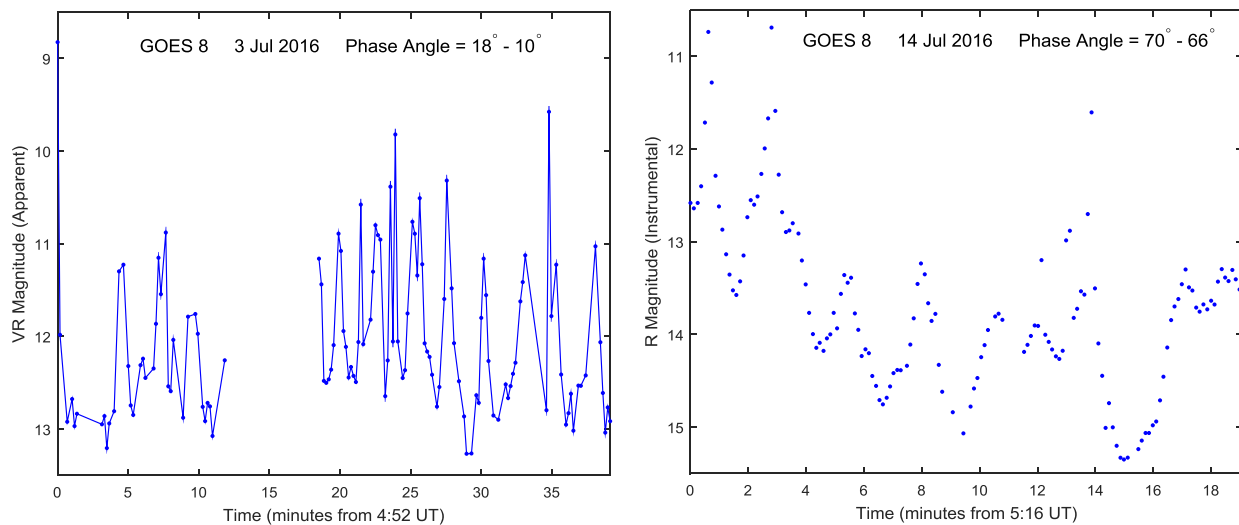 GOES 8 3 Jul 2016 Phase Angle = 18° - 10°
9
10
11
12
13
VR Magnitude (Apparent)
0 5 10 15 20 25 30 35
Time (minutes from 4:52 UT)
GOES 8 14 Jul 2016 Phase Angle = 70° - 66°
11
12
13
14
15
R Magnitude (Instrumental)
0 2 4 6 8 10 12 14 16 18
Time (minutes from 5:16 UT)